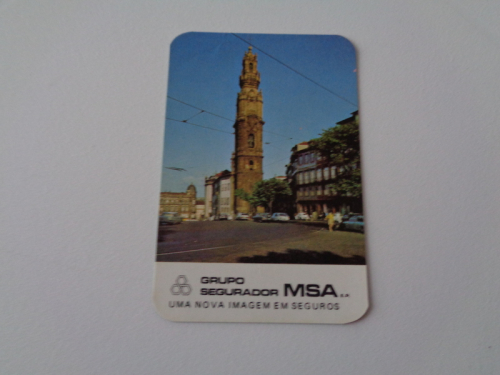 GRUPO
SEGURADOR MSA E.P.
UMA NOVA IMAGEM EM SEGUROS